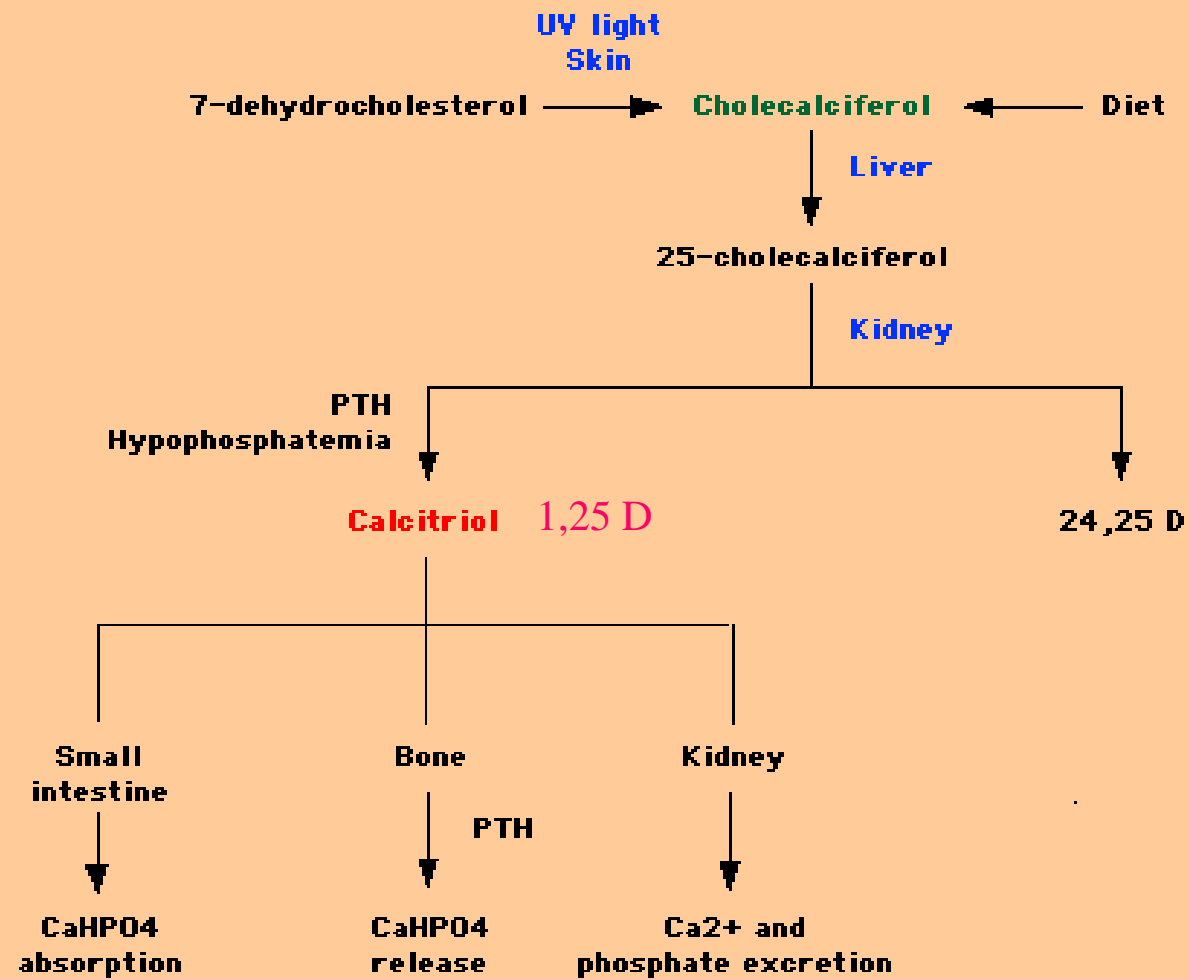 UV light
Skin
7-dehydrocholesterol
Cholecalciferol
Diet
Liver
25-cholecalciferol
Kidney
PTH
Hypophosphatemia
Calcitriol 1,25 D
24,25 D
Small
intestine
Bone
Kidney
PTH
CaHPO4
absorption
CaHPO4
release
Ca2+ and
phosphate excretion